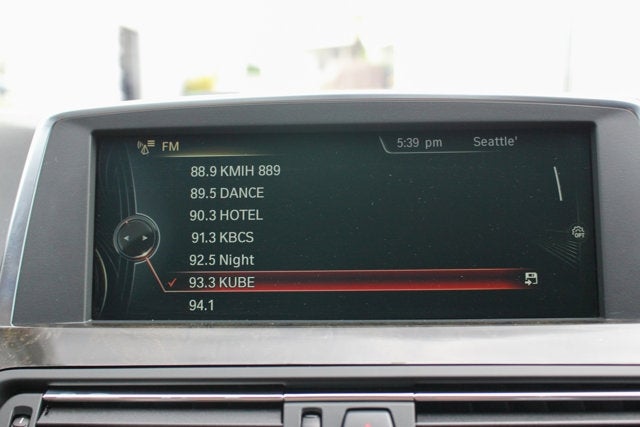 FM 5:39 pm Seattle'
88.9 KMIH 889
89.5 DANCE
90.3 HOTEL
91.3 KBCS
92.5 Night
93.3 KUBE
94.1
OPT